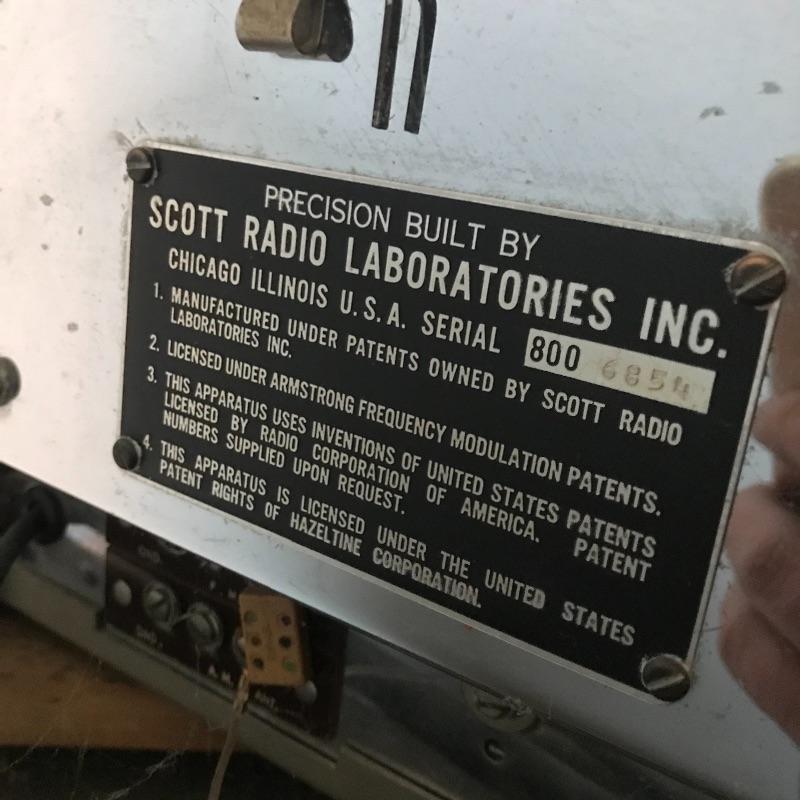 PRECISION BUILT BY
SCOTT RADIO LABORATORIES INC.
CHICAGO ILLINOIS U.S.A. SERIAL 800 6854
1. MANUFACTURED UNDER PATENTS OWNED BY SCOTT RADIO
LABORATORIES INC.
2. LICENSED UNDER ARMSTRONG FREQUENCY MODULATION PATENTS.
3. THIS APPARATUS USES INVENTIONS OF UNITED STATES PATENTS
LICENSED BY RADIO CORPORATION OF AMERICA. PATENT
NUMBERS SUPPLIED UPON REQUEST.
4. THIS APPARATUS IS LICENSED UNDER THE UNITED STATES
PATENT RIGHTS OF HAZELTINE CORPORATION.
GND.
GND.
A.M.
ANT.